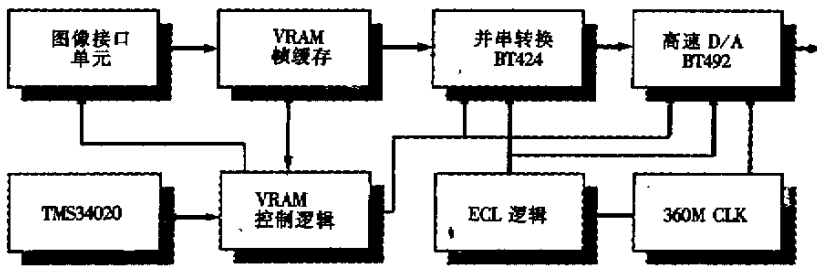 图像接口
单元
VRAM
帧缓存
并串转换
BT424
高速 D/A
BT492
TMS34020
VRAM
控制逻辑
ECL 逻辑
360M CLK